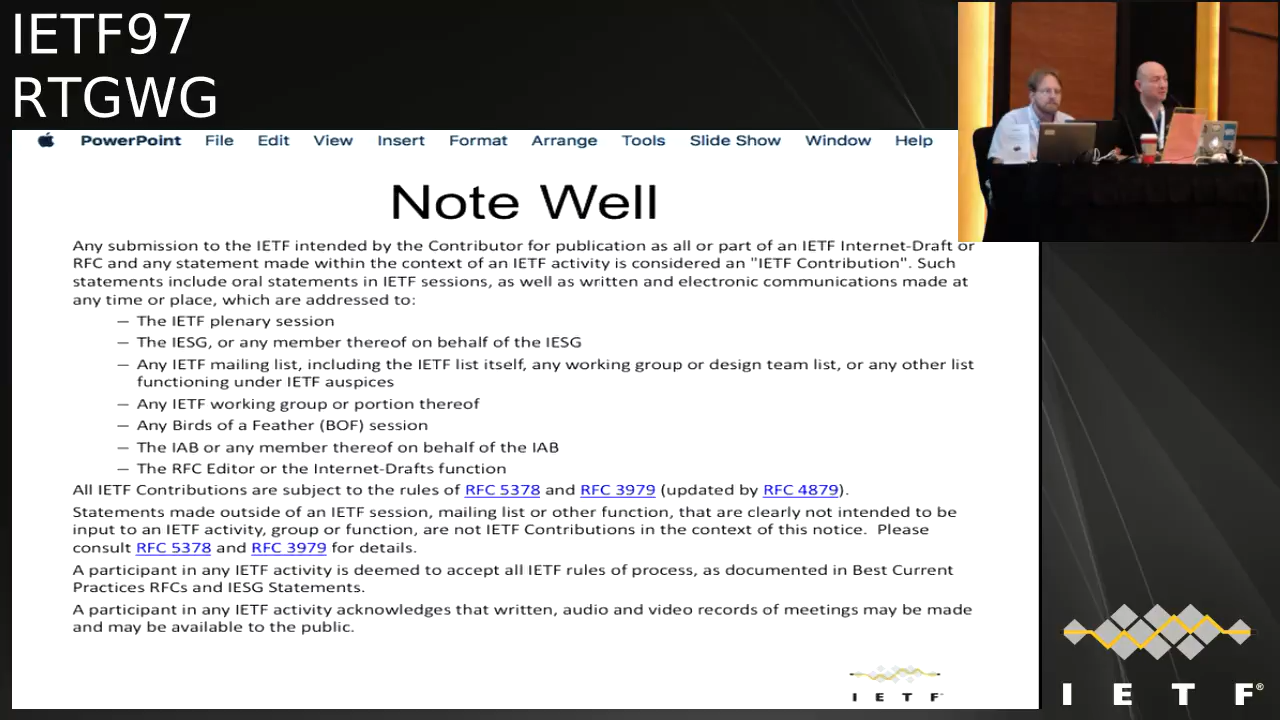 IETF97
RTGWG
PowerPoint File Edit View Insert Format Arrange Tools Slide Show Window Help
Note Well
Any submission to the IETF intended by the Contributor for publication as all or part of an IETF Internet-Draft or
RFC and any statement made within the context of an IETF activity is considered an "IETF Contribution". Such
statements include oral statements in IETF sessions, as well as written and electronic communications made at
any time or place, which are addressed to:
— The IETF plenary session
— The IESG, or any member thereof on behalf of the IESG
— Any IETF mailing list, including the IETF list itself, any working group or design team list, or any other list
functioning under IETF auspices
— Any IETF working group or portion thereof
— Any Birds of a Feather (BOF) session
— The IAB or any member thereof on behalf of the IAB
— The RFC Editor or the Internet-Drafts function
All IETF Contributions are subject to the rules of RFC 5378 and RFC 3979 (updated by RFC 4879).
Statements made outside of an IETF session, mailing list or other function, that are clearly not intended to be
input to an IETF activity, group or function, are not IETF Contributions in the context of this notice. Please
consult RFC 5378 and RFC 3979 for details.
A participant in any IETF activity is deemed to accept all IETF rules of process, as documented in Best Current
Practices RFCs and IESG Statements.
A participant in any IETF activity acknowledges that written, audio and video records of meetings may be made
and may be available to the public.
I E T F
I E T F®